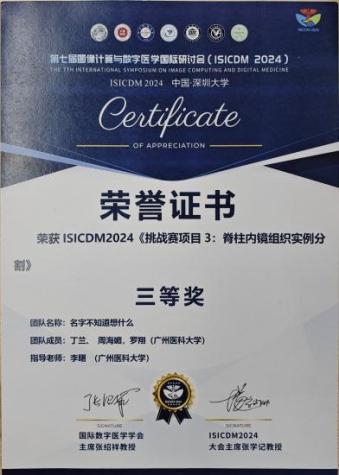 第七届图像计算与数字医学国际研讨会（ISICDM 2024）
THE 7TH INTERNATIONAL SYMPOSIUM ON IMAGE COMPUTING AND DIGITAL MEDICINE
ISICDM 2024 中国·深圳大学
Certificate
OF APPRECIATION
荣誉证书
荣获 ISICDM2024《挑战赛项目 3：脊柱内镜组织实例分
割》
三等奖
团队名称：名字不知道想什么
团队成员：丁兰、周海媚、罗翔（广州医科大学）
指导老师：李曙 （广州医科大学）
SIGNATURE
SIGNATURE
国际数字医学学会
主席张绍祥教授
ISICDM2024
大会主席张学记教授